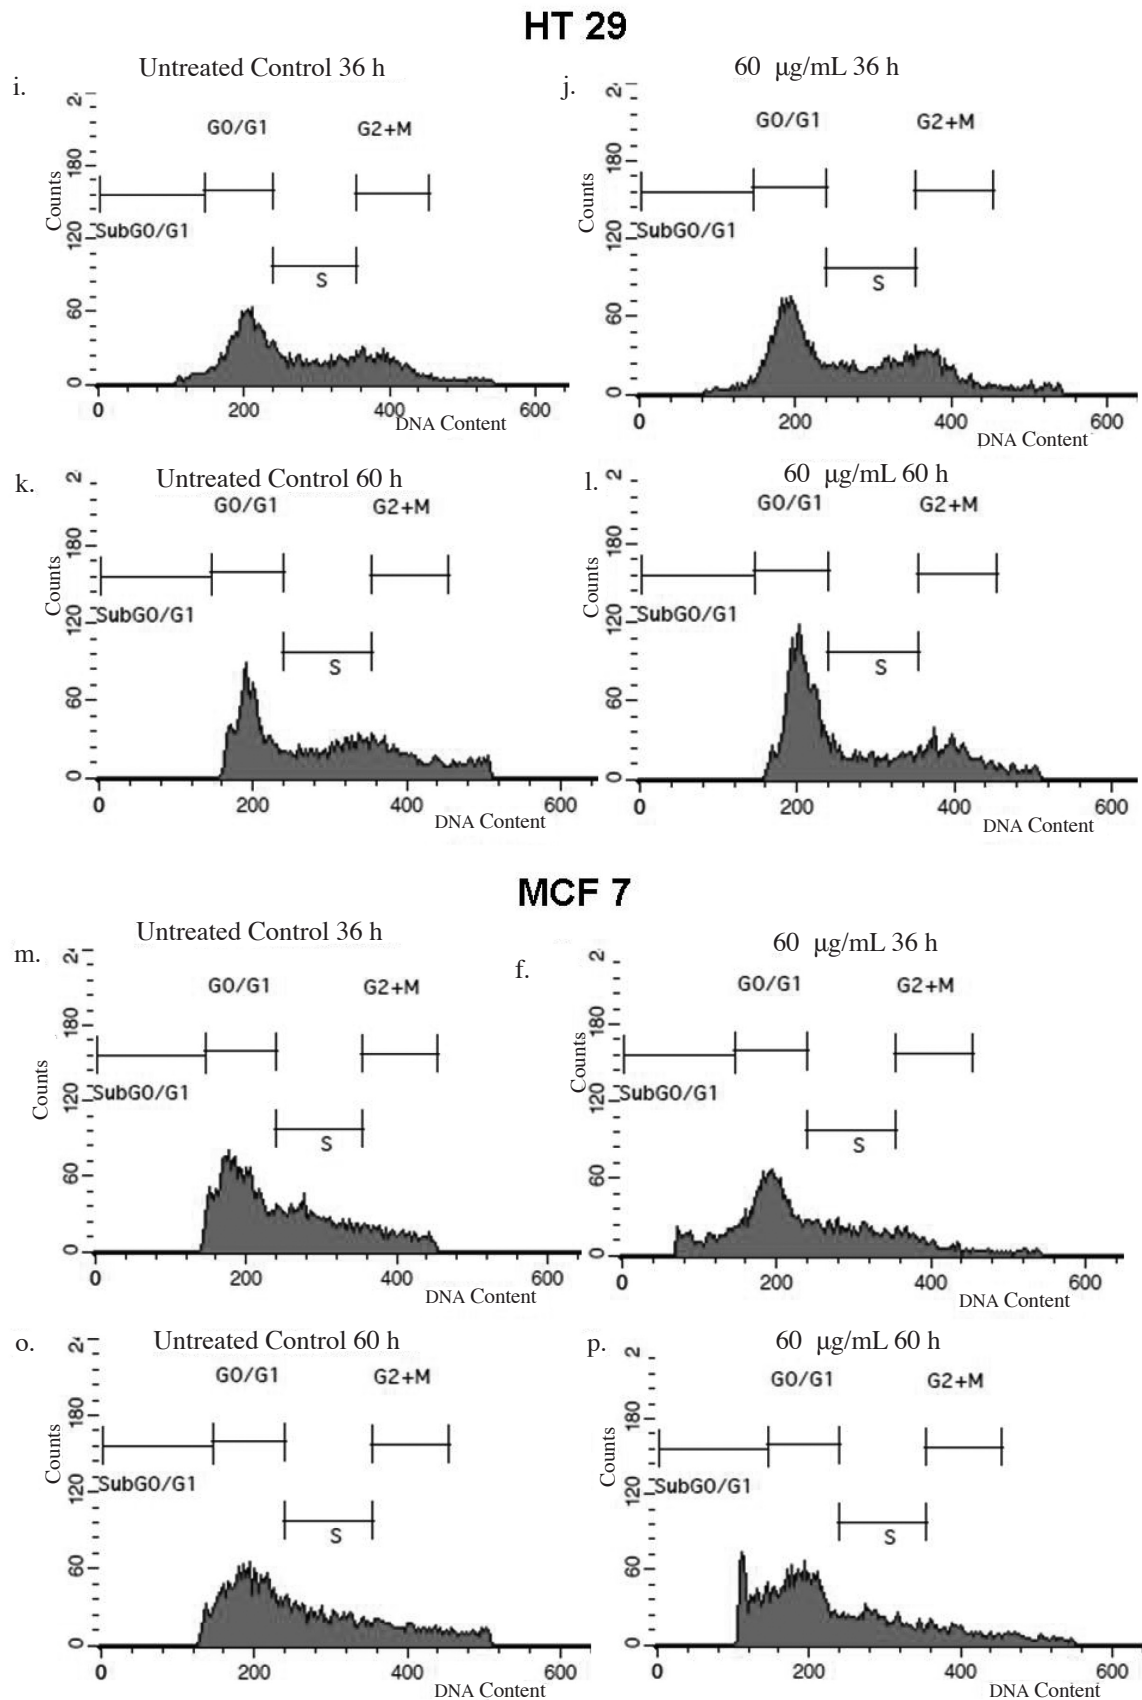 HT 29
i. Untreated Control 36 h
2
G0/G1 G2+M
180
Counts
SubG0/G1
120
S
60
0
0 200 400 600
DNA Content
j. 60 µg/mL 36 h
2
G0/G1 G2+M
180
Counts
SubG0/G1
120
S
60
0
0 200 400 600
DNA Content
k. Untreated Control 60 h
2
G0/G1 G2+M
180
Counts
SubG0/G1
120
S
60
0
0 200 400 600
DNA Content
l. 60 µg/mL 60 h
2
G0/G1 G2+M
180
Counts
SubG0/G1
120
S
60
0
0 200 400 600
DNA Content
MCF 7
m. Untreated Control 36 h
2
G0/G1 G2+M
180
Counts
SubG0/G1
120
S
60
0
0 200 400 600
DNA Content
f. 60 µg/mL 36 h
2
G0/G1 G2+M
180
Counts
SubG0/G1
120
S
60
0
0 200 400 600
DNA Content
o. Untreated Control 60 h
2
G0/G1 G2+M
180
Counts
SubG0/G1
120
S
60
0
0 200 400 600
DNA Content
p. 60 µg/mL 60 h
2
G0/G1 G2+M
180
Counts
SubG0/G1
120
S
60
0
0 200 400 600
DNA Content